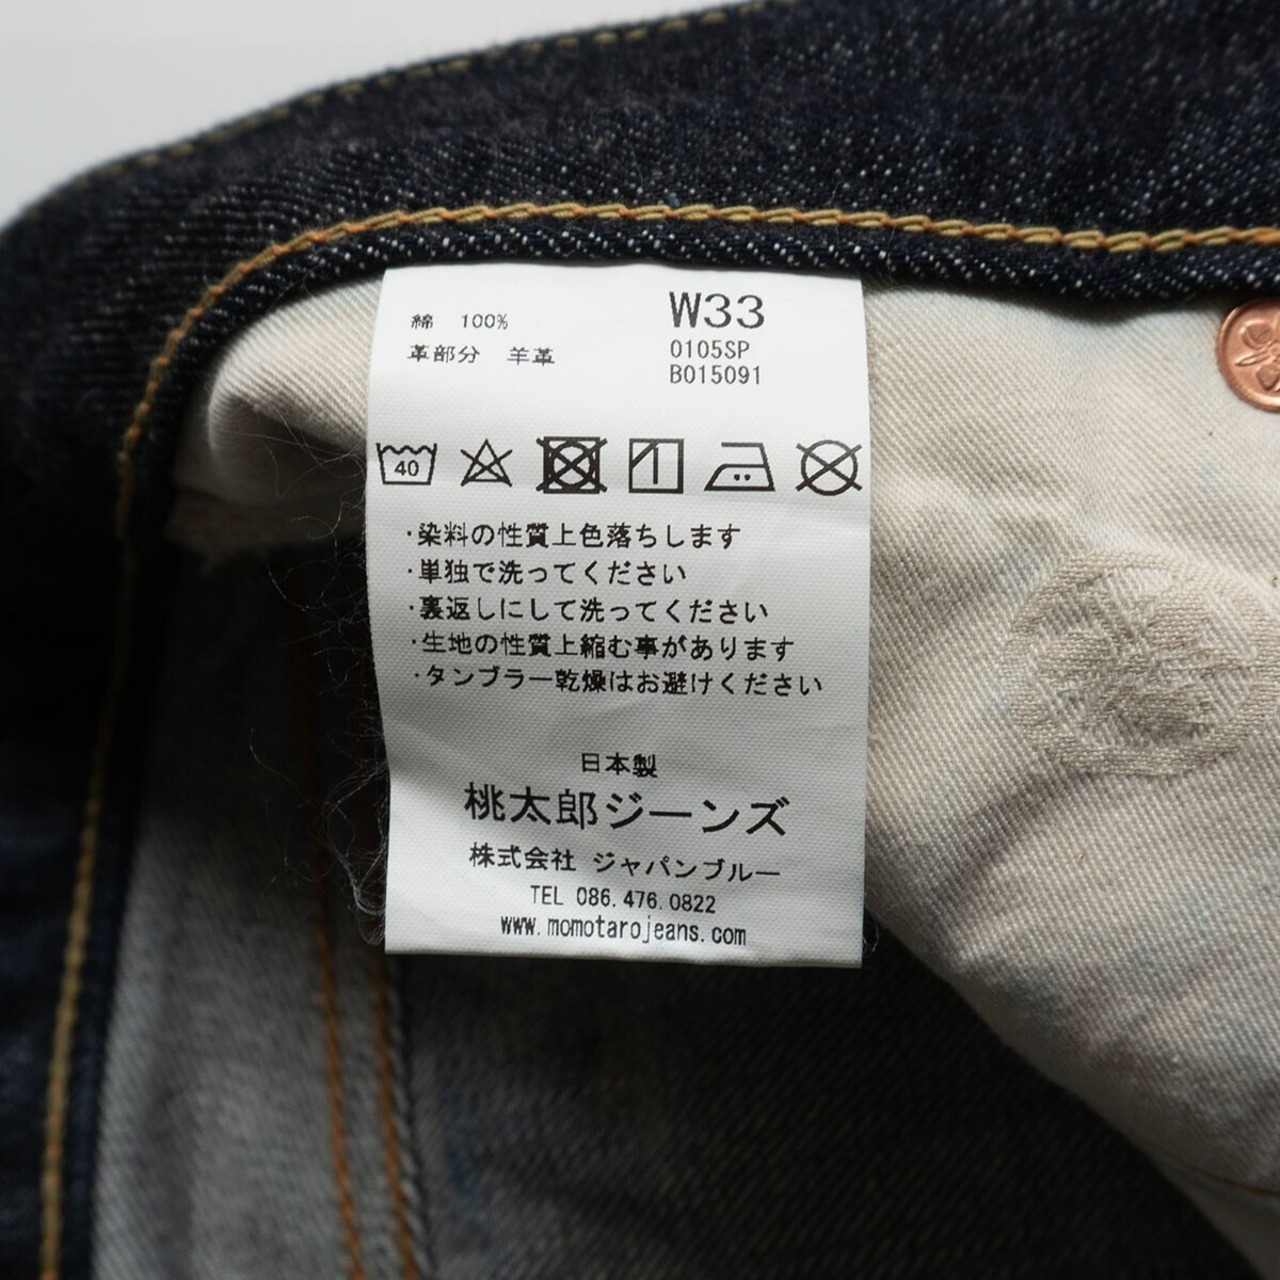 綿 100%
革部分 羊革
W33
0105SP
B015091
40
・染料の性質上色落ちします
・単独で洗ってください
・裏返しにして洗ってください
・生地の性質上縮む事があります
・タンブラー乾燥はお避けください
日本製
桃太郎ジーンズ
株式会社 ジャパンブルー
TEL 086.476.0822
www.momotarojeans.com